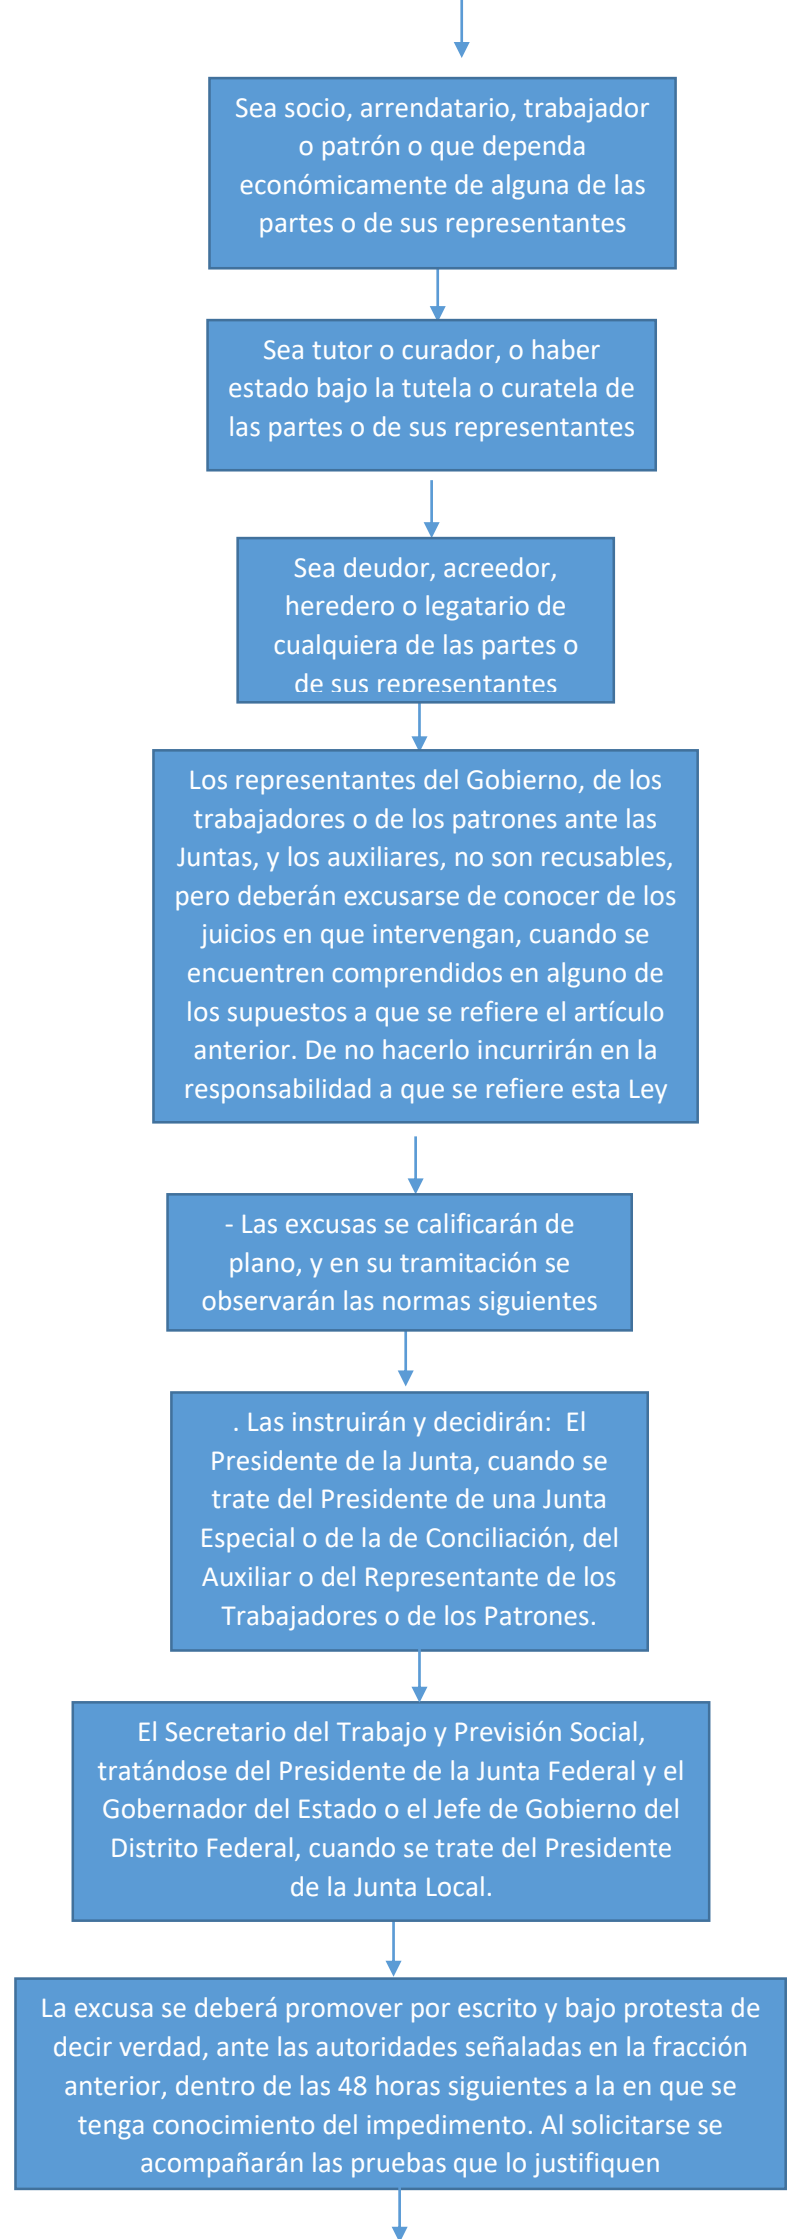 Sea socio, arrendatario, trabajador
o patrón o que dependa
económicamente de alguna de las
partes o de sus representantes
Sea tutor o curador, o haber
estado bajo la tutela o curatela de
las partes o de sus representantes
Sea deudor, acreedor,
heredero o legatario de
cualquiera de las partes o
de sus representantes
Los representantes del Gobierno, de los
trabajadores o de los patrones ante las
Juntas, y los auxiliares, no son recusables,
pero deberán excusarse de conocer de los
juicios en que intervengan, cuando se
encuentren comprendidos en alguno de
los supuestos a que se refiere el artículo
anterior. De no hacerlo incurrirán en la
responsabilidad a que se refiere esta Ley
- Las excusas se calificarán de
plano, y en su tramitación se
observarán las normas siguientes
. Las instruirán y decidirán:  El
Presidente de la Junta, cuando se
trate del Presidente de una Junta
Especial o de la de Conciliación, del
Auxiliar o del Representante de los
Trabajadores o de los Patrones.
El Secretario del Trabajo y Previsión Social,
tratándose del Presidente de la Junta Federal y el
Gobernador del Estado o el Jefe de Gobierno del
Distrito Federal, cuando se trate del Presidente
de la Junta Local.
La excusa se deberá promover por escrito y bajo protesta de
decir verdad, ante las autoridades señaladas en la fracción
anterior, dentro de las 48 horas siguientes a la en que se
tenga conocimiento del impedimento. Al solicitarse se
acompañarán las pruebas que lo justifiquen